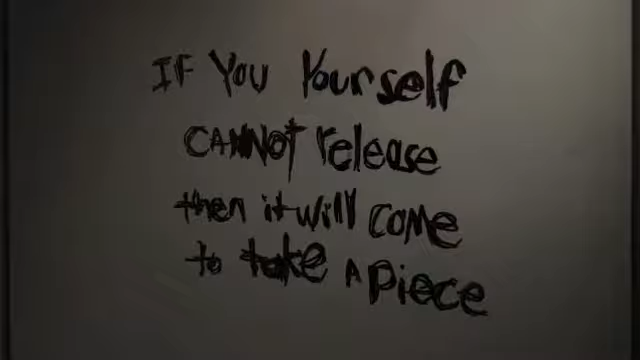 IF YOU YourSelf
CANNOT release
then it will COME
to take A Piece